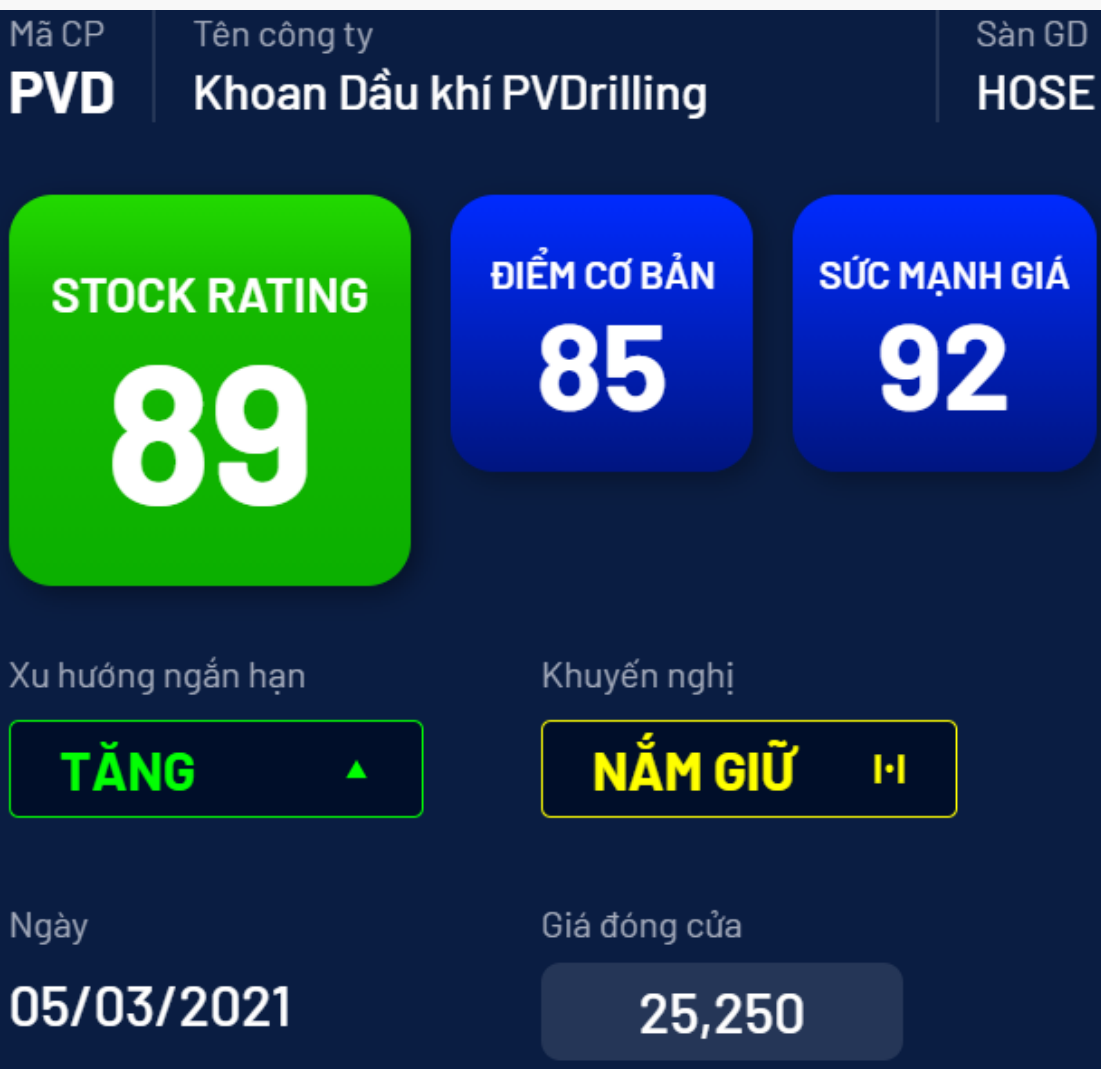 Mã CP
PVD
Tên công ty
Khoan Dầu khí PVDrilling
Sàn GD
HOSE
STOCK RATING
89
ĐIỂM CƠ BẢN
85
SỨC MẠNH GIÁ
92
Xu hướng ngắn hạn
TĂNG
Khuyến nghị
NẮM GIỮ
Ngày
05/03/2021
Giá đóng cửa
25,250